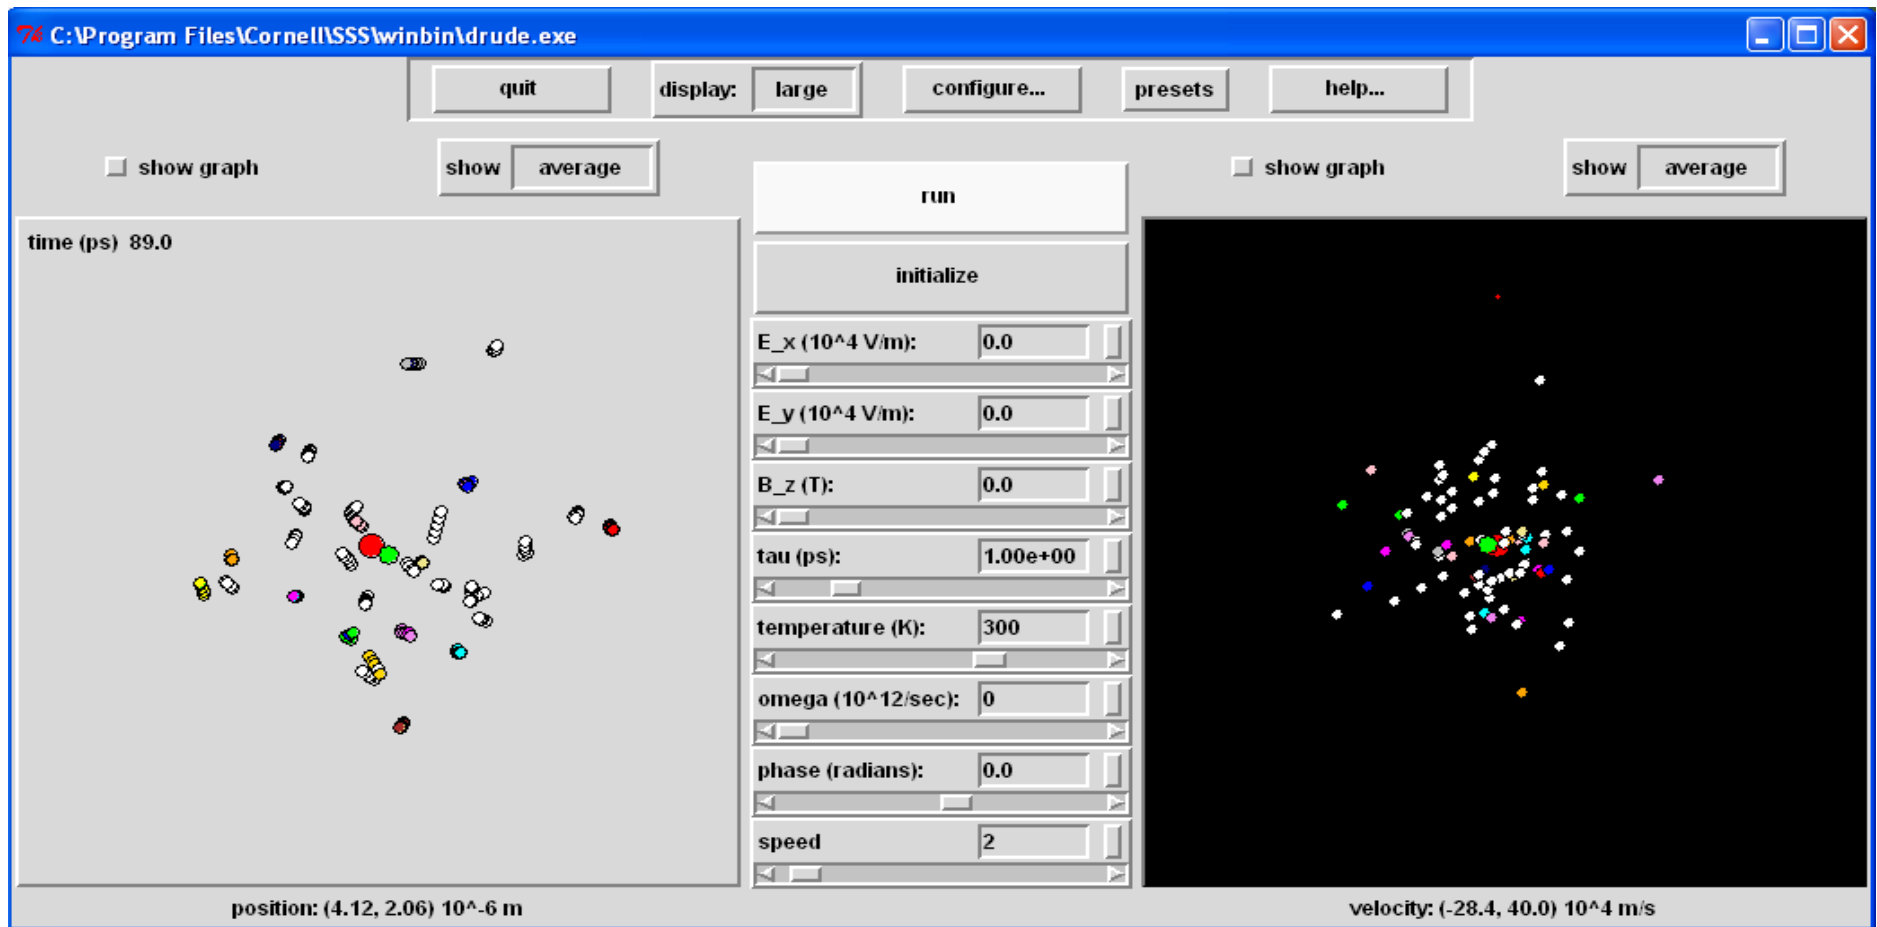 C:\Program Files\Cornell\SSS\winbin\drude.exe
quit display: large configure... presets help...
show graph show average
show graph show average
run
initialize
time (ps) 89.0
E_x (10^4 V/m): 0.0
E_y (10^4 V/m): 0.0
B_z (T): 0.0
tau (ps): 1.00e+00
temperature (K): 300
omega (10^12/sec): 0
phase (radians): 0.0
speed 2
position: (4.12, 2.06) 10^-6 m
velocity: (-28.4, 40.0) 10^4 m/s